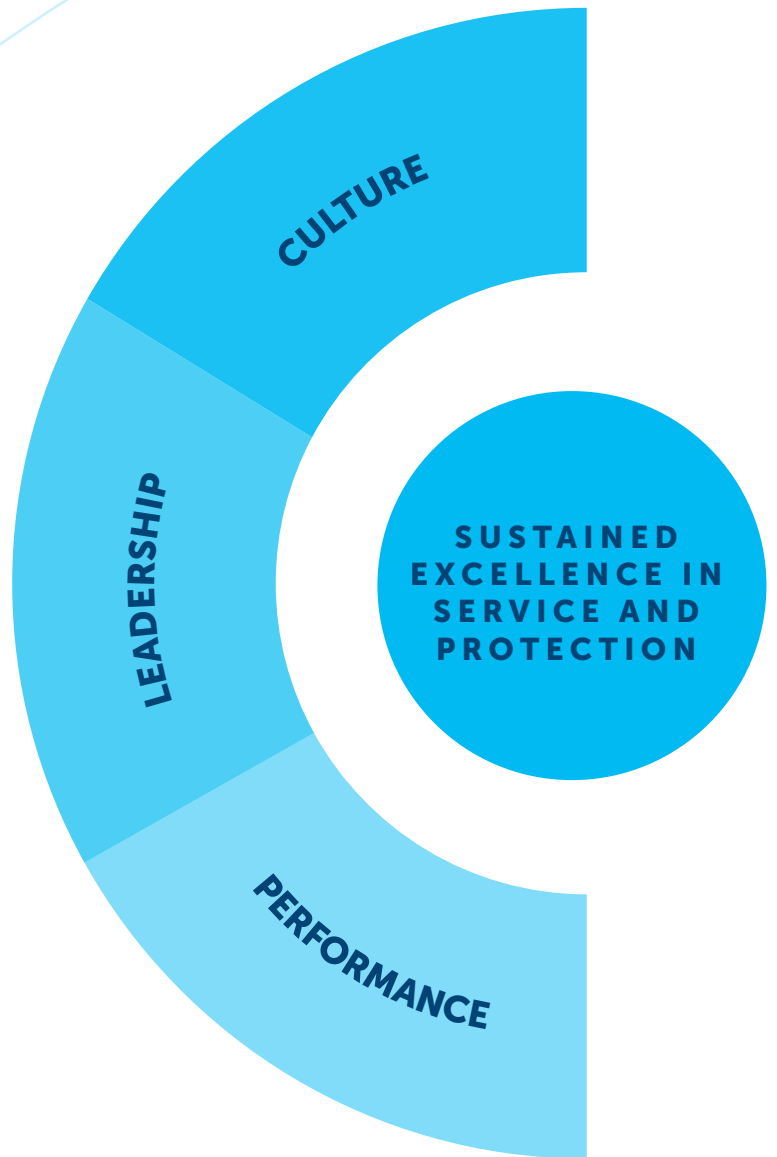 CULTURE
LEADERSHIP
SUSTAINED
EXCELLENCE IN
SERVICE AND
PROTECTION
PERFORMANCE